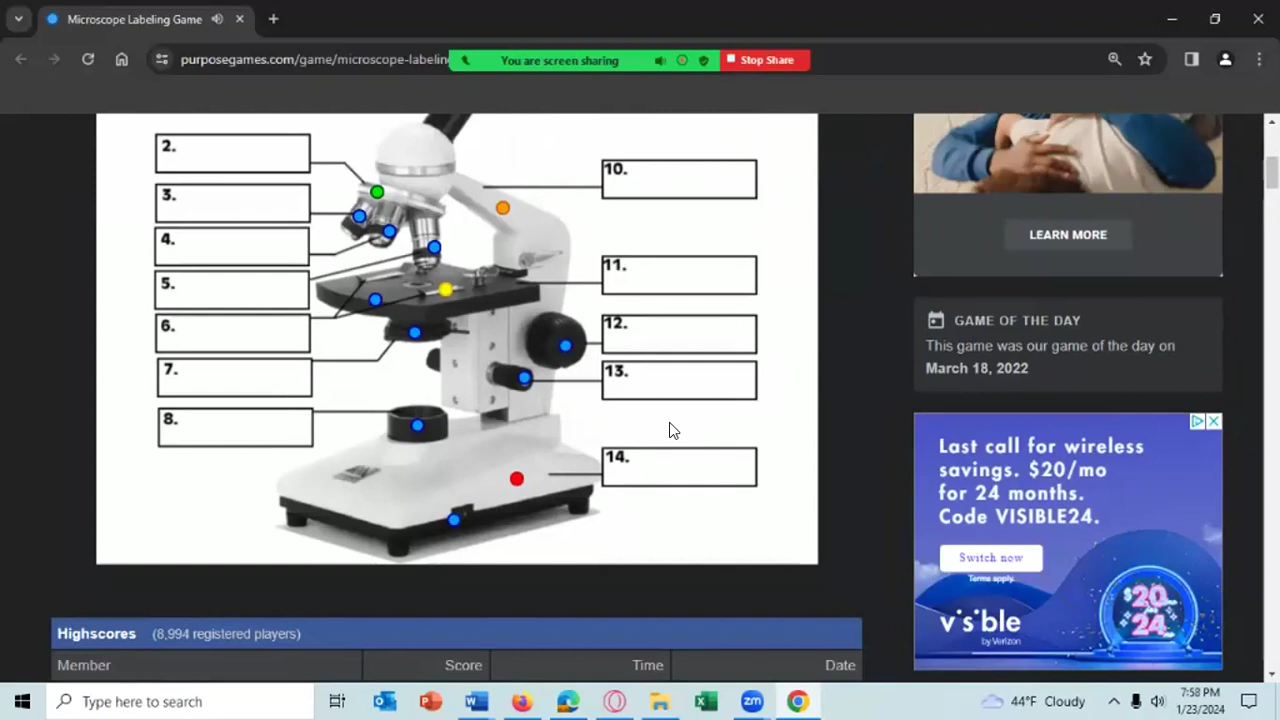 Microscope Labeling Game
purposegames.com/game/microscope-labeling
You are screen sharing
Stop Share
2.
3.
4.
5.
6.
7.
8.
10.
11.
12.
13.
14.
LEARN MORE
GAME OF THE DAY
This game was our game of the day on
March 18, 2022
Last call for wireless
savings. $20/mo
for 24 months.
Code VISIBLE24.
Switch now
Terms apply.
visible
by Verizon
$20
24
Highscores (8,994 registered players)
Member Score Time Date
Type here to search
44°F Cloudy
7:58 PM
1/23/2024